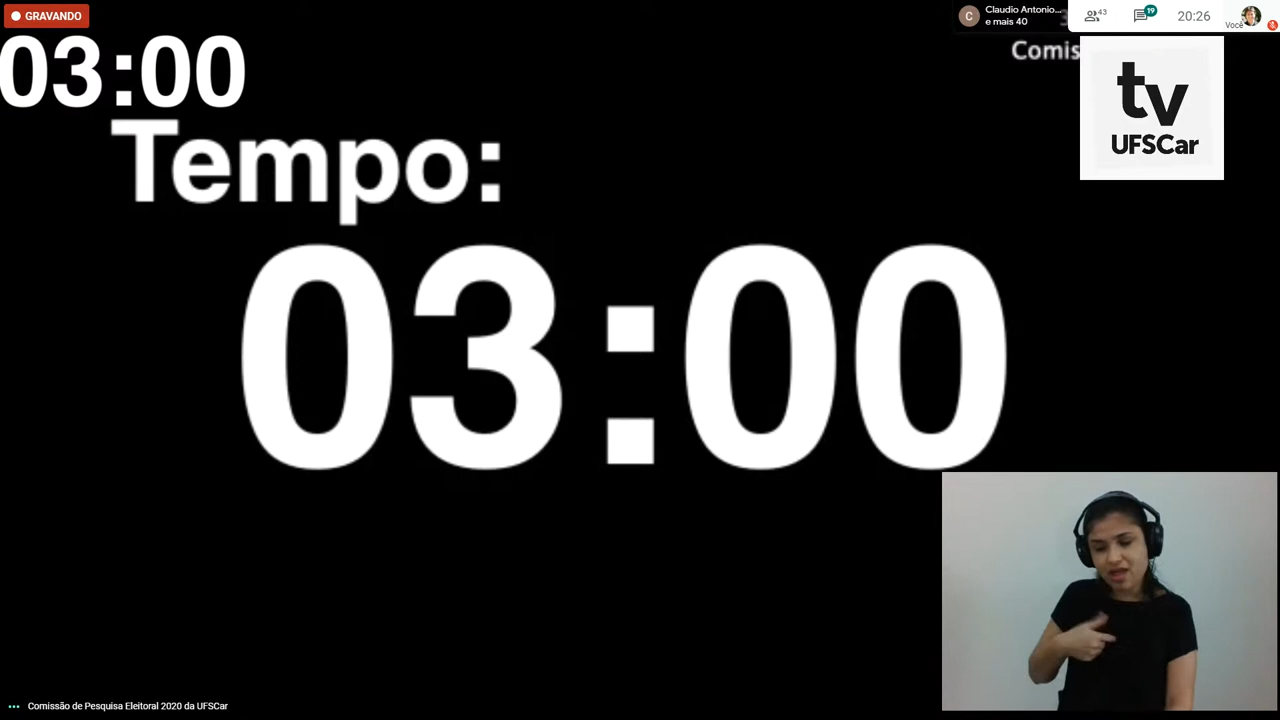 GRAVANDO
Claudio Antonio...
e mais 40
C
43
19
20:26
Você
03:00
Comis
tv
UFSCar
Tempo:
03:00
Comissão de Pesquisa Eleitoral 2020 da UFSCar